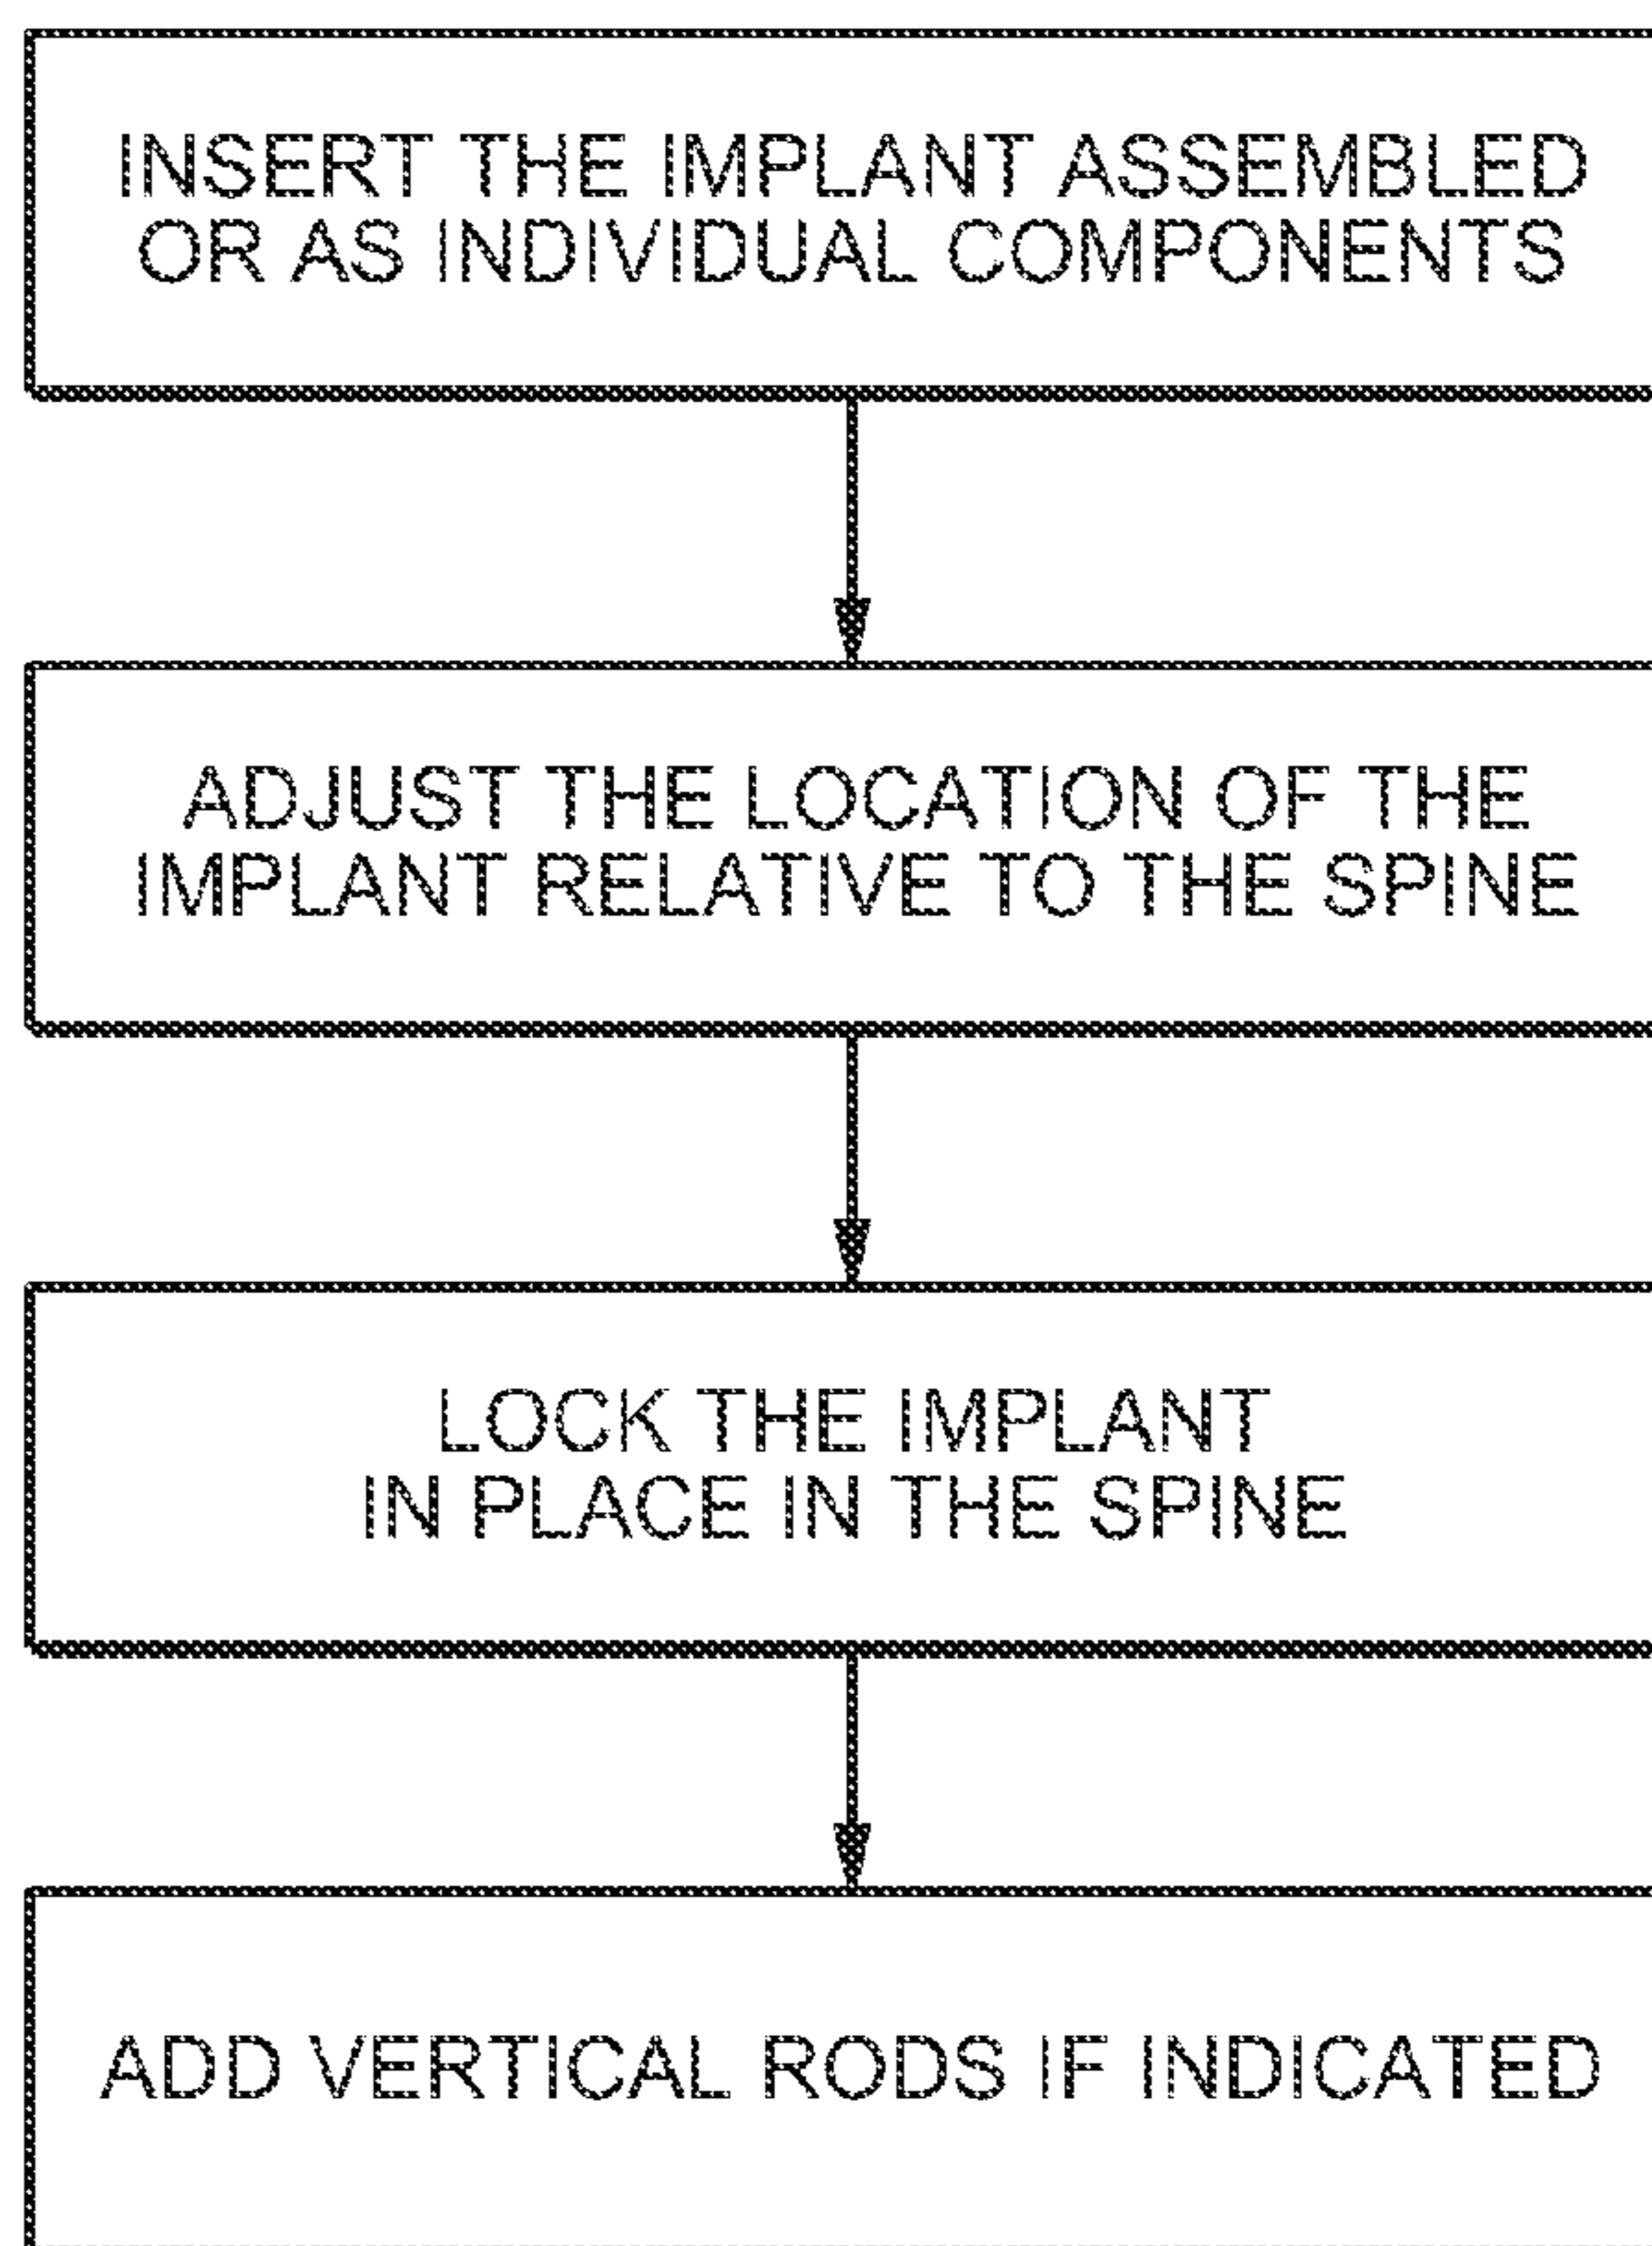 INSERT THE IMPLANT ASSEMBLED
OR AS INDIVIDUAL COMPONENTS
ADJUST THE LOCATION OF THE
IMPLANT RELATIVE TO THE SPINE
LOCK THE IMPLANT
IN PLACE IN THE SPINE
ADD VERTICAL RODS IF INDICATED